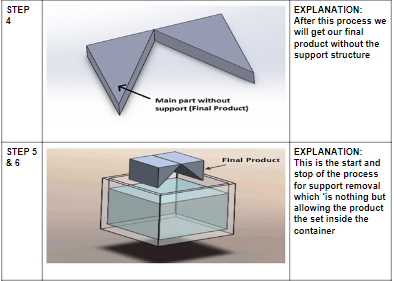 STEP
4
Main part without
support (Final Product)
EXPLANATION:
After this process we
will get our final
product without the
support structure
STEP 5
& 6
Final Product
EXPLANATION:
This is the start and
stop of the process
for support removal
which 'is nothing but
allowing the product
the set inside the
container